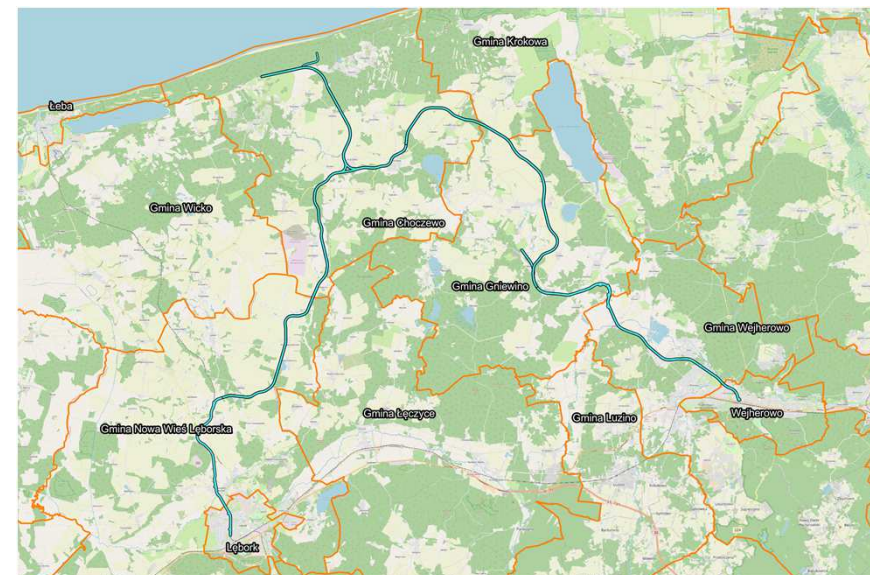 Gmina Krokowa
Łeba
Gmina Wicko
Gmina Choczewo
Gmina Gniewino
Gmina Wejherowo
Gmina Łęczyce
Gmina Luzino
Wejherowo
Gmina Nowa Wieś Lęborska
Lębork